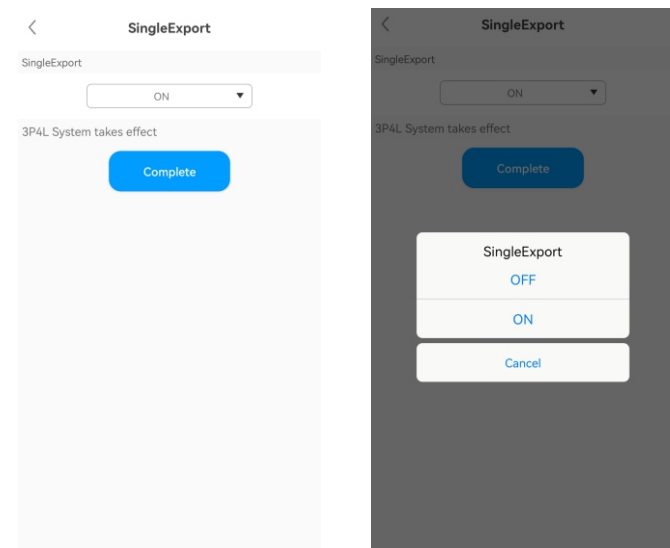 SingleExport
SingleExport
ON
3P4L System takes effect
Complete
SingleExport
SingleExport
ON
3P4L System takes effect
Complete
SingleExport
OFF
ON
Cancel